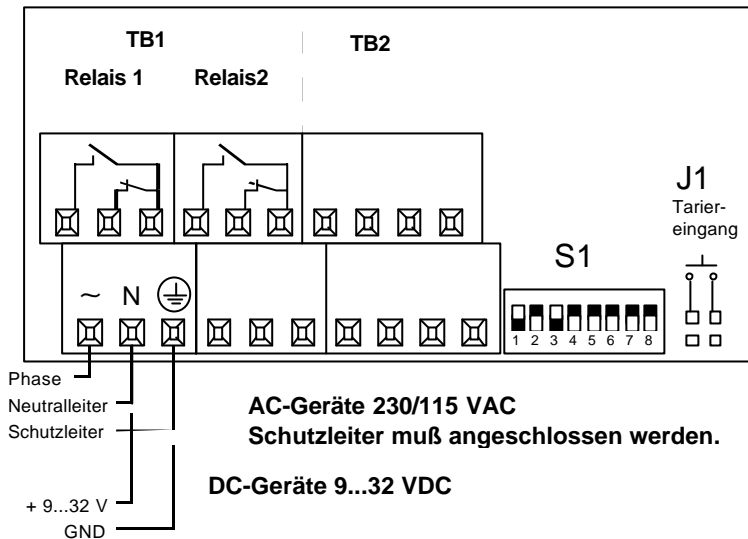 TB1
TB2
Relais 1
Relais2
J1
Tarier-
eingang
S1
~ N
1 2 3 4 5 6 7 8
Phase
Neutralleiter
Schutzleiter
AC-Geräte 230/115 VAC
Schutzleiter muß angeschlossen werden.
DC-Geräte 9...32 VDC
+ 9...32 V
GND